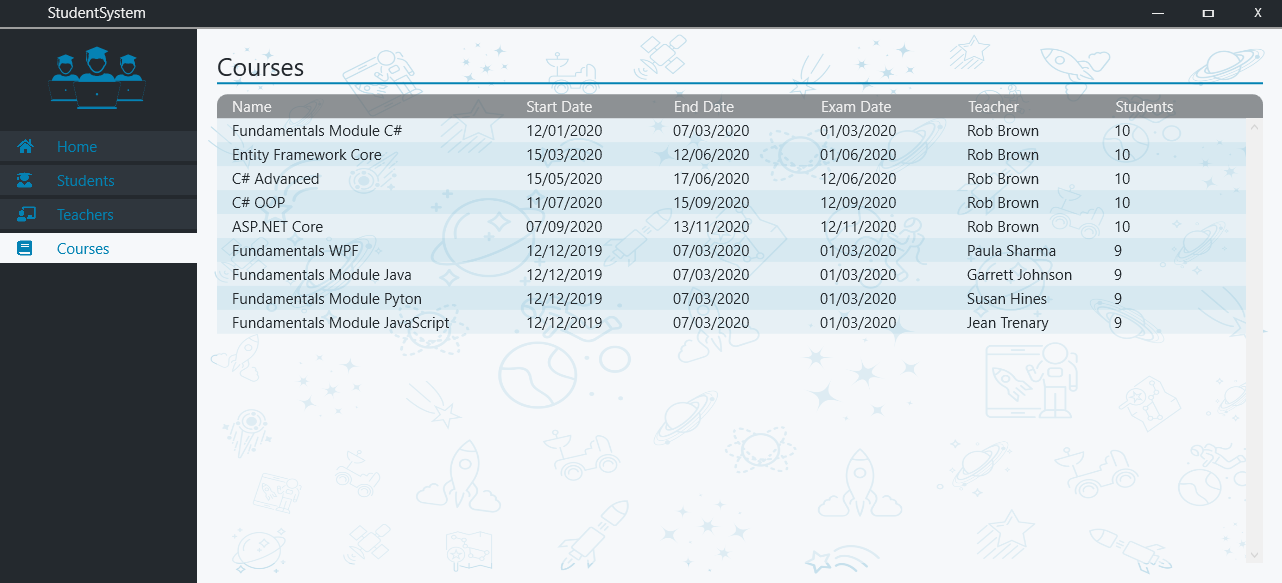 StudentSystem
X
Home
Students
Teachers
Courses
Courses
Name Start Date End Date Exam Date Teacher Students
Fundamentals Module C# 12/01/2020 07/03/2020 01/03/2020 Rob Brown 10
Entity Framework Core 15/03/2020 12/06/2020 01/06/2020 Rob Brown 10
C# Advanced 15/05/2020 17/06/2020 12/06/2020 Rob Brown 10
C# OOP 11/07/2020 15/09/2020 12/09/2020 Rob Brown 10
ASP.NET Core 07/09/2020 13/11/2020 12/11/2020 Rob Brown 10
Fundamentals WPF 12/12/2019 07/03/2020 01/03/2020 Paula Sharma 9
Fundamentals Module Java 12/12/2019 07/03/2020 01/03/2020 Garrett Johnson 9
Fundamentals Module Pyton 12/12/2019 07/03/2020 01/03/2020 Susan Hines 9
Fundamentals Module JavaScript 12/12/2019 07/03/2020 01/03/2020 Jean Trenary 9